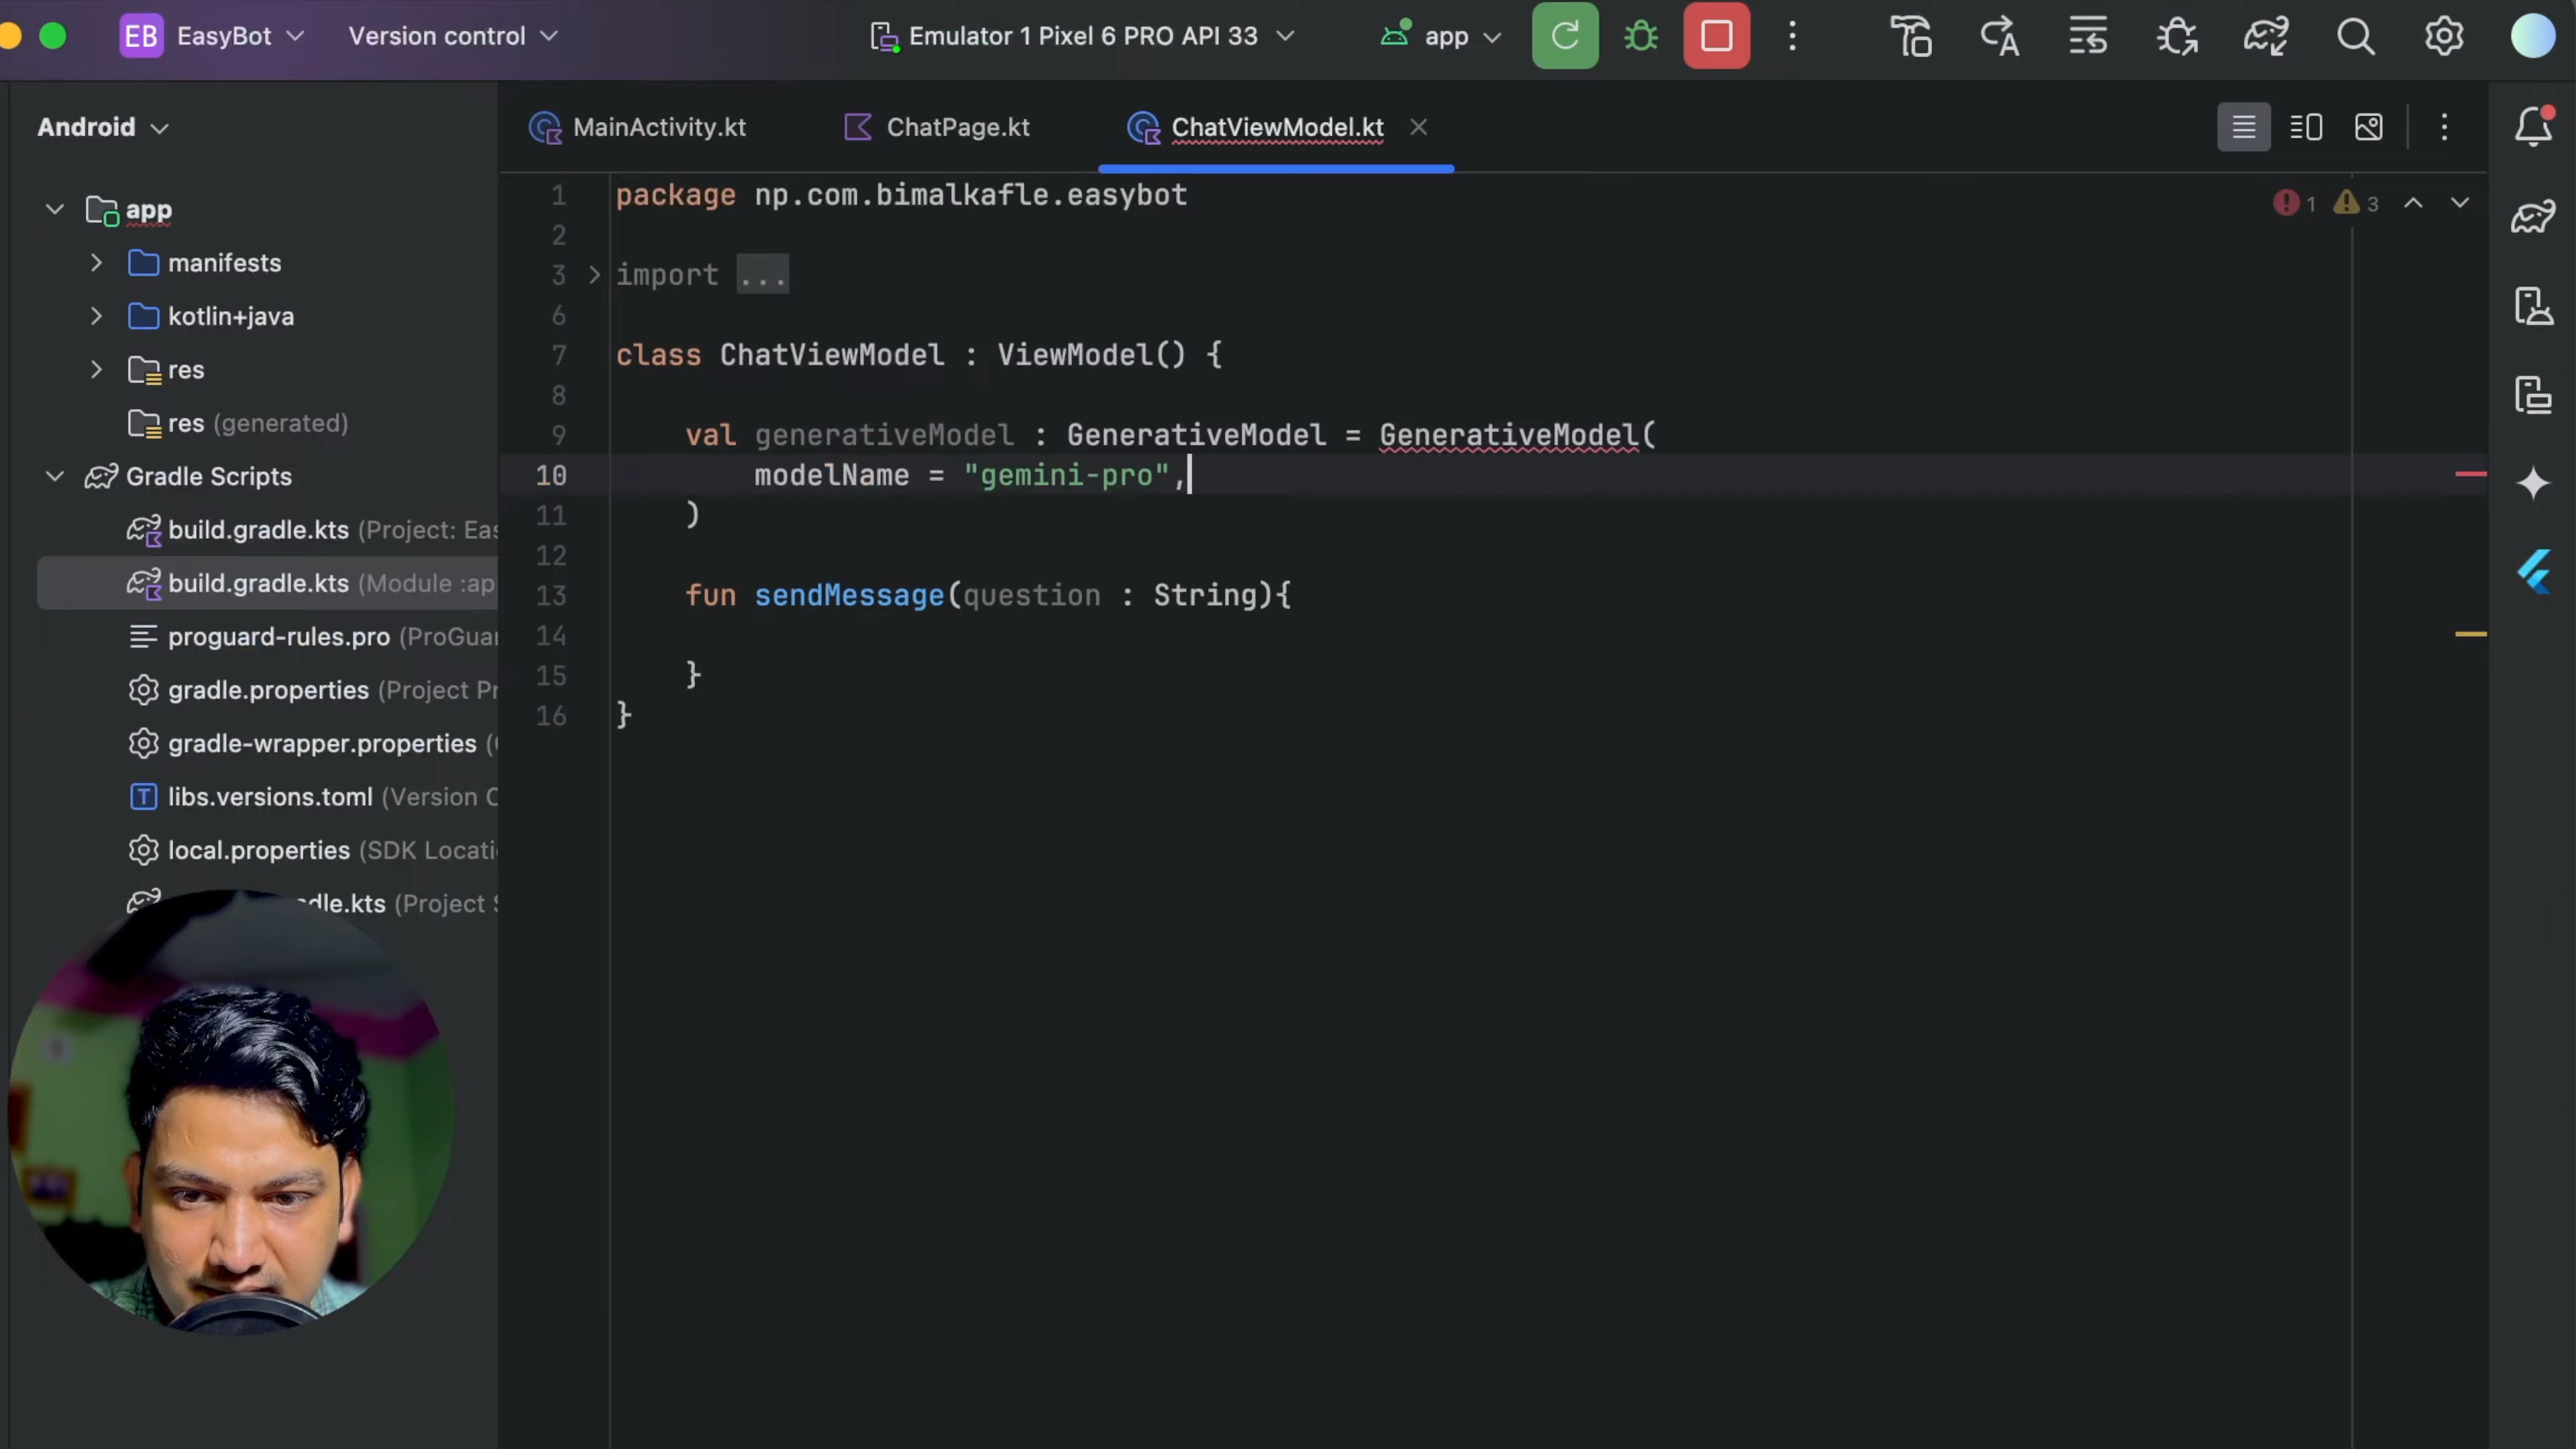 EB EasyBot Version control Emulator 1 Pixel 6 PRO API 33 app
Android
MainActivity.kt ChatPage.kt ChatViewModel.kt
app
manifests
kotlin+java
res
res (generated)
Gradle Scripts
build.gradle.kts (Project: Eas
build.gradle.kts (Module :ap
proguard-rules.pro (ProGuar
gradle.properties (Project Pr
gradle-wrapper.properties (
libs.versions.toml (Version C
local.properties (SDK Locati
dle.kts (Project S
1 package np.com.bimalkafle.easybot
1 3
2
3 import ...
6
7 class ChatViewModel : ViewModel() {
8
9 val generativeModel : GenerativeModel = GenerativeModel(
10 modelName = "gemini-pro",
11 )
12
13 fun sendMessage(question : String){
14
15 }
16 }